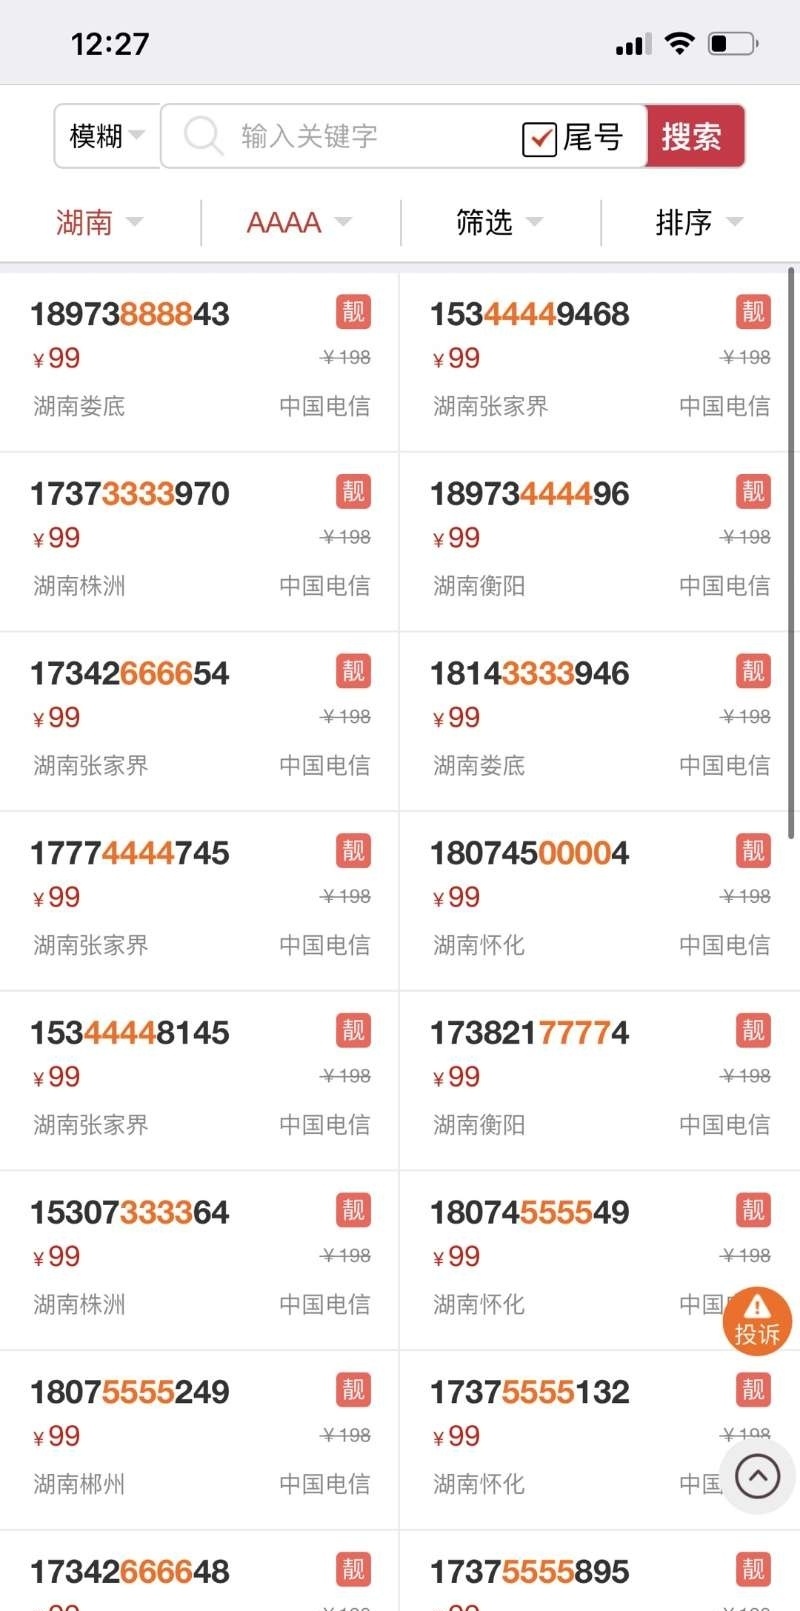 12:27
模糊 输入关键字 尾号 搜索
湖南 AAAA 筛选 排序
18973888843 靓 15344449468 靓
¥99 ¥198 ¥99 ¥198
湖南娄底 中国电信 湖南张家界 中国电信
17373333970 靓 18973444496 靓
¥99 ¥198 ¥99 ¥198
湖南株洲 中国电信 湖南衡阳 中国电信
17342666654 靓 18143333946 靓
¥99 ¥198 ¥99 ¥198
湖南张家界 中国电信 湖南娄底 中国电信
17774444745 靓 18074500004 靓
¥99 ¥198 ¥99 ¥198
湖南张家界 中国电信 湖南怀化 中国电信
15344448145 靓 17382177774 靓
¥99 ¥198 ¥99 ¥198
湖南张家界 中国电信 湖南衡阳 中国电信
15307333364 靓 18074555549 靓
¥99 ¥198 ¥99 ¥198
湖南株洲 中国电信 湖南怀化 中国
投诉
18075555249 靓 17375555132 靓
¥99 ¥198 ¥99 ¥198
湖南郴州 中国电信 湖南怀化 中国
17342666648 靓 17375555895 靓